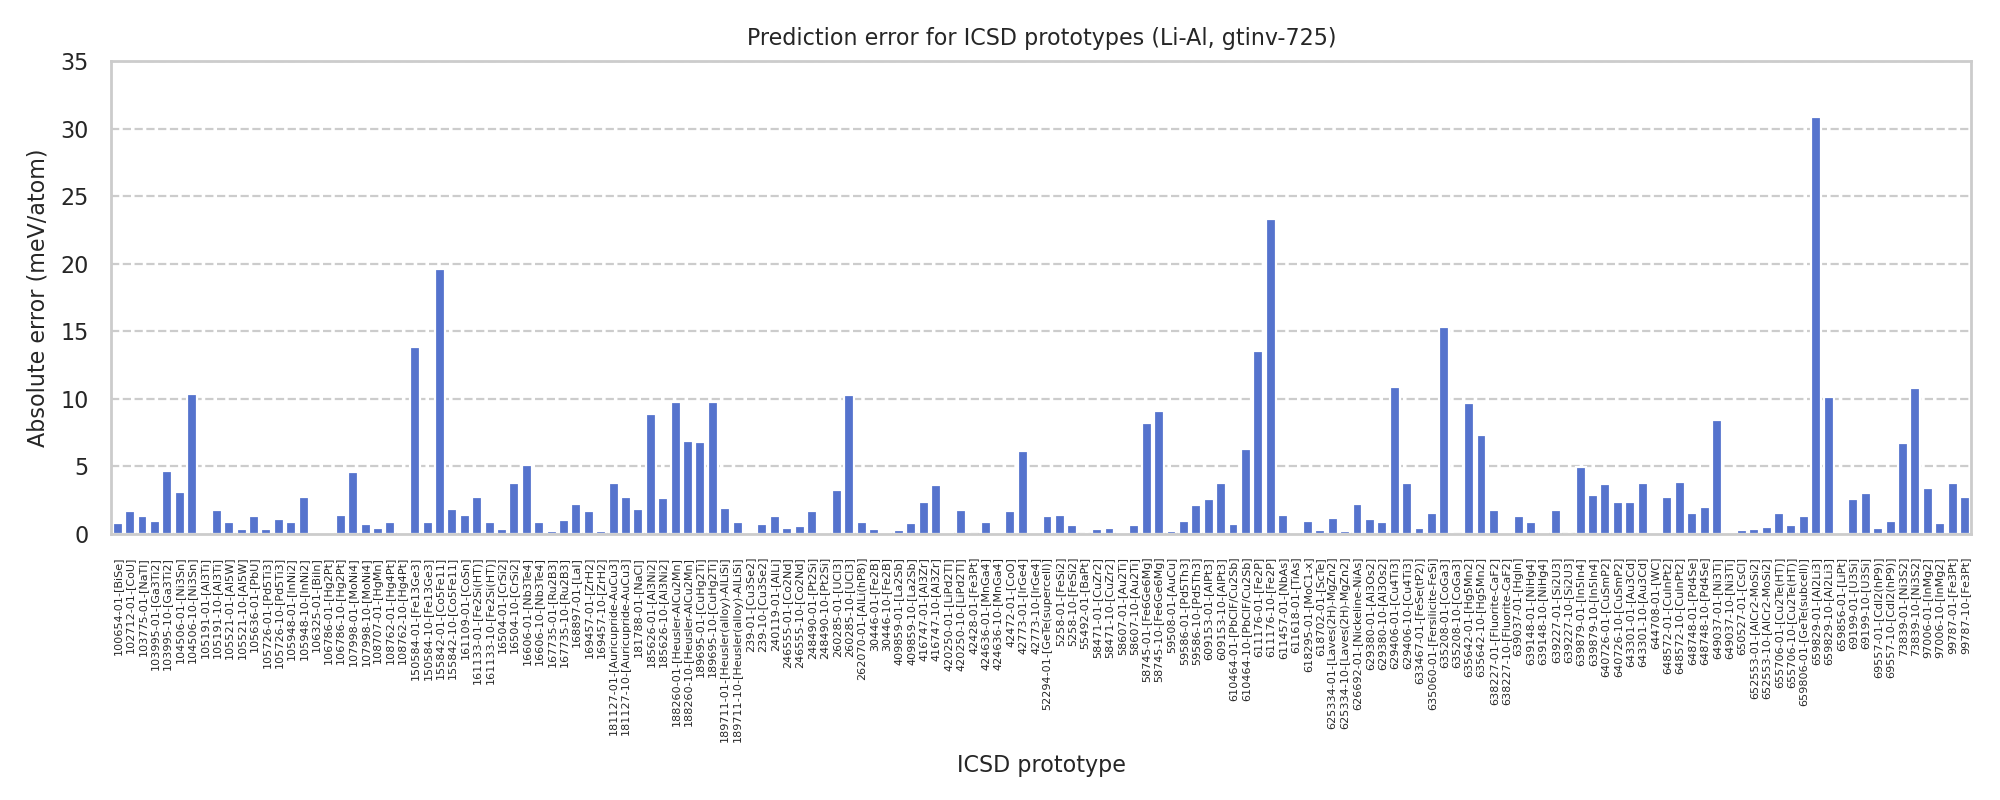 Prediction error for ICSD prototypes (Li-Al, gtinv-725)
Absolute error (meV/atom)
35
30
25
20
15
10
5
0
100654-01-[BiSe]
102712-01-[CoU]
103775-01-[NaTl]
103995-01-[Ga3Ti2]
103995-10-[Ga3Ti2]
104506-01-[Ni3Sn]
104506-10-[Ni3Sn]
105191-01-[Al3Ti]
105191-10-[Al3Ti]
105521-01-[Al5W]
105521-10-[Al5W]
105636-01-[PbU]
105726-01-[Pd5Ti3]
105726-10-[Pd5Ti3]
105948-01-[InNi2]
105948-10-[InNi2]
106325-01-[BiIn]
106786-01-[Hg2Pt]
106786-10-[Hg2Pt]
107998-01-[MoNi4]
107998-10-[MoNi4]
108707-01-[HgMn]
108762-01-[Hg4Pt]
108762-10-[Hg4Pt]
150584-01-[Fe13Ge3]
150584-10-[Fe13Ge3]
155842-01-[Co5Fe11]
155842-10-[Co5Fe11]
161109-01-[CoSn]
161133-01-[Fe2Si(HT)]
161133-10-[Fe2Si(HT)]
16504-01-[CrSi2]
16504-10-[CrSi2]
16606-01-[Nb3Te4]
16606-10-[Nb3Te4]
167735-01-[Ru2B3]
167735-10-[Ru2B3]
168897-01-[LaI]
169457-01-[ZrH2]
169457-10-[ZrH2]
181127-01-[Auricupride-AuCu3]
181127-10-[Auricupride-AuCu3]
181788-01-[NaCl]
185626-01-[Al3Ni2]
185626-10-[Al3Ni2]
188260-01-[Heusler-AlCu2Mn]
188260-10-[Heusler-AlCu2Mn]
189695-01-[CuHg2Ti]
189695-10-[CuHg2Ti]
189711-01-[Heusler(alloy)-AlLiSi]
189711-10-[Heusler(alloy)-AlLiSi]
239-01-[Cu3Se2]
239-10-[Cu3Se2]
240119-01-[AlLi]
246555-01-[Co2Nd]
246555-10-[Co2Nd]
248490-01-[Pt2Si]
248490-10-[Pt2Si]
260285-01-[UCl3]
260285-10-[UCl3]
262070-01-[AlLi(hP8)]
30446-01-[Fe2B]
30446-10-[Fe2B]
409859-01-[La2Sb]
409859-10-[La2Sb]
416747-01-[Al3Zr]
416747-10-[Al3Zr]
420250-01-[LiPd2Tl]
420250-10-[LiPd2Tl]
42428-01-[Fe3Pt]
424636-01-[MnGa4]
424636-10-[MnGa4]
42472-01-[CoO]
42773-01-[IrGe4]
42773-10-[IrGe4]
52294-01-[GeTe(supercell)]
5258-01-[FeSi2]
5258-10-[FeSi2]
55492-01-[BaPt]
58471-01-[CuZr2]
58471-10-[CuZr2]
58607-01-[Au2Ti]
58607-10-[Au2Ti]
58745-01-[Fe6Ge6Mg]
58745-10-[Fe6Ge6Mg]
59508-01-[AuCu]
59586-01-[Pd5Th3]
59586-10-[Pd5Th3]
609153-01-[AlPt3]
609153-10-[AlPt3]
610464-01-[PbClF/Cu2Sb]
610464-10-[PbClF/Cu2Sb]
611176-01-[Fe2P]
611176-10-[Fe2P]
611457-01-[NbAs]
611618-01-[TiAs]
618295-01-[MoC1-x]
618702-01-[ScTe]
625334-01-[Laves(2H)-MgZn2]
625334-10-[Laves(2H)-MgZn2]
626692-01-[Nickeline-NiAs]
629380-01-[Al3Os2]
629380-10-[Al3Os2]
629406-01-[Cu4Ti3]
629406-10-[Cu4Ti3]
633467-01-[FeSe(tP2)]
635060-01-[Fersilicite-FeSi]
635208-01-[CoGa3]
635208-10-[CoGa3]
635642-01-[Hg5Mn2]
635642-10-[Hg5Mn2]
638227-01-[Fluorite-CaF2]
638227-10-[Fluorite-CaF2]
639037-01-[HgIn]
639148-01-[NiHg4]
639148-10-[NiHg4]
639227-01-[Si2U3]
639227-10-[Si2U3]
639879-01-[In5In4]
639879-10-[In5In4]
640726-01-[CuSmP2]
640726-10-[CuSmP2]
643301-01-[Au3Cd]
643301-10-[Au3Cd]
644708-01-[WC]
648572-01-[CuInPt2]
648572-10-[CuInPt2]
648748-01-[Pd4Se]
648748-10-[Pd4Se]
649037-01-[Ni3Ti]
649037-10-[Ni3Ti]
650527-01-[CsCl]
652553-01-[AlCr2-MoSi2]
652553-10-[AlCr2-MoSi2]
655706-01-[Cu2Te(HT)]
655706-10-[Cu2Te(HT)]
659806-01-[GeTe(subcell)]
659829-01-[Al2Li3]
659829-10-[Al2Li3]
659856-01-[LiPt]
69199-01-[U3Si]
69199-10-[U3Si]
69557-01-[CdI2(hP9)]
69557-10-[CdI2(hP9)]
73839-01-[Ni3S2]
73839-10-[Ni3S2]
97006-01-[InMg2]
97006-10-[InMg2]
99787-01-[Fe3Pt]
99787-10-[Fe3Pt]
ICSD prototype